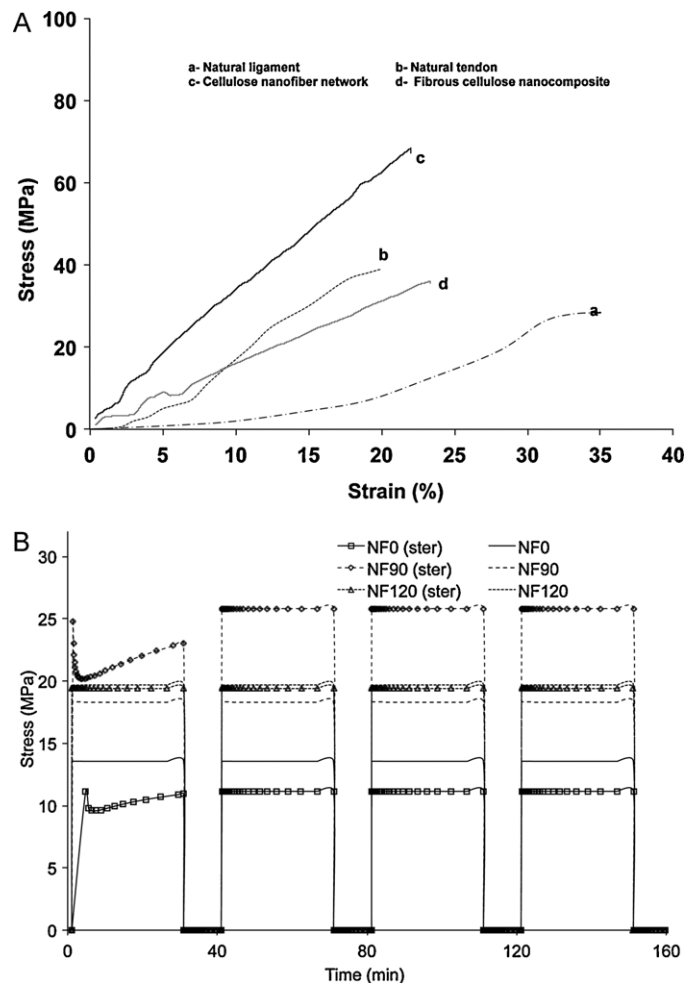 A
100
80
60
40
20
0
Stress (MPa)
a- Natural ligament b- Natural tendon
c- Cellulose nanofiber network d- Fibrous cellulose nanocomposite
c
b
d
a
0 5 10 15 20 25 30 35 40
Strain (%)
B
30
25
20
15
10
5
0
Stress (MPa)
NF0 (ster) NF0
NF90 (ster) NF90
NF120 (ster) NF120
0 40 80 120 160
Time (min)